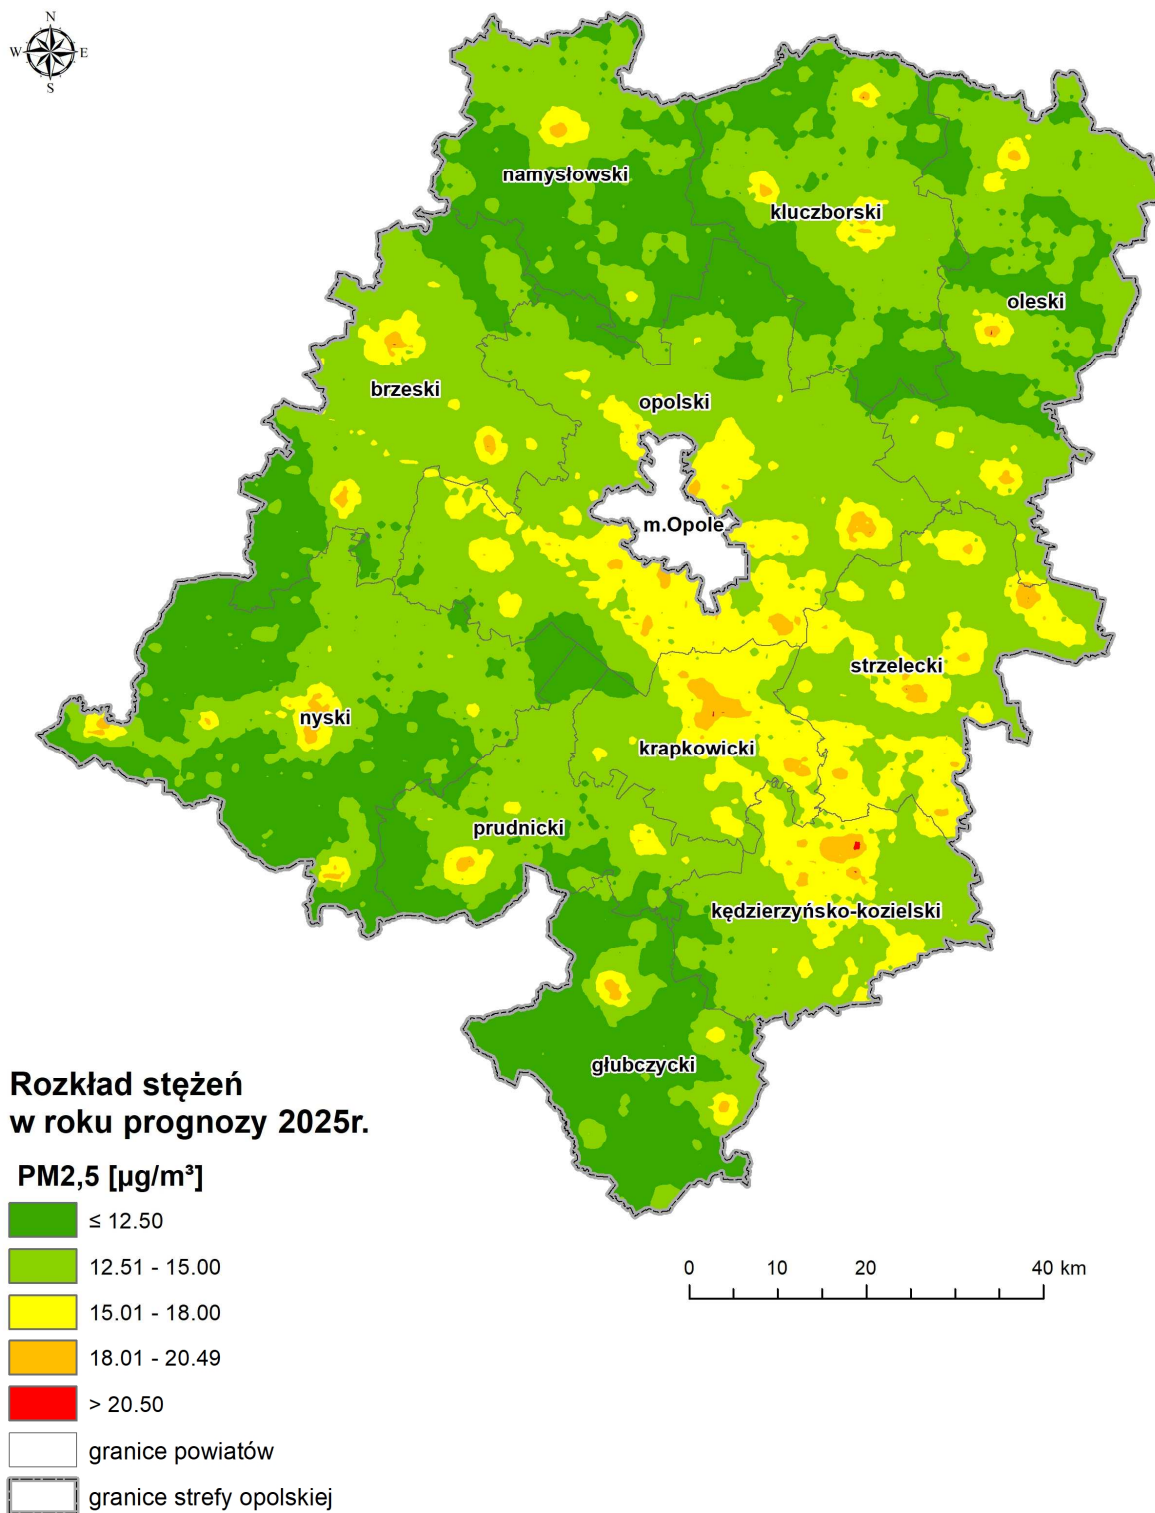 N
W E
S
namysłowski
kluczborski
oleski
brzeski
opolski
m.Opole
strzelecki
nyski
krapkowicki
prudnicki
kędzierzyńsko-kozielski
głubczycki
Rozkład stężeń
w roku prognozy 2025r.
PM2,5 [µg/m³]
≤ 12.50
12.51 - 15.00
15.01 - 18.00
18.01 - 20.49
> 20.50
granice powiatów
granice strefy opolskiej
0 10 20 40 km